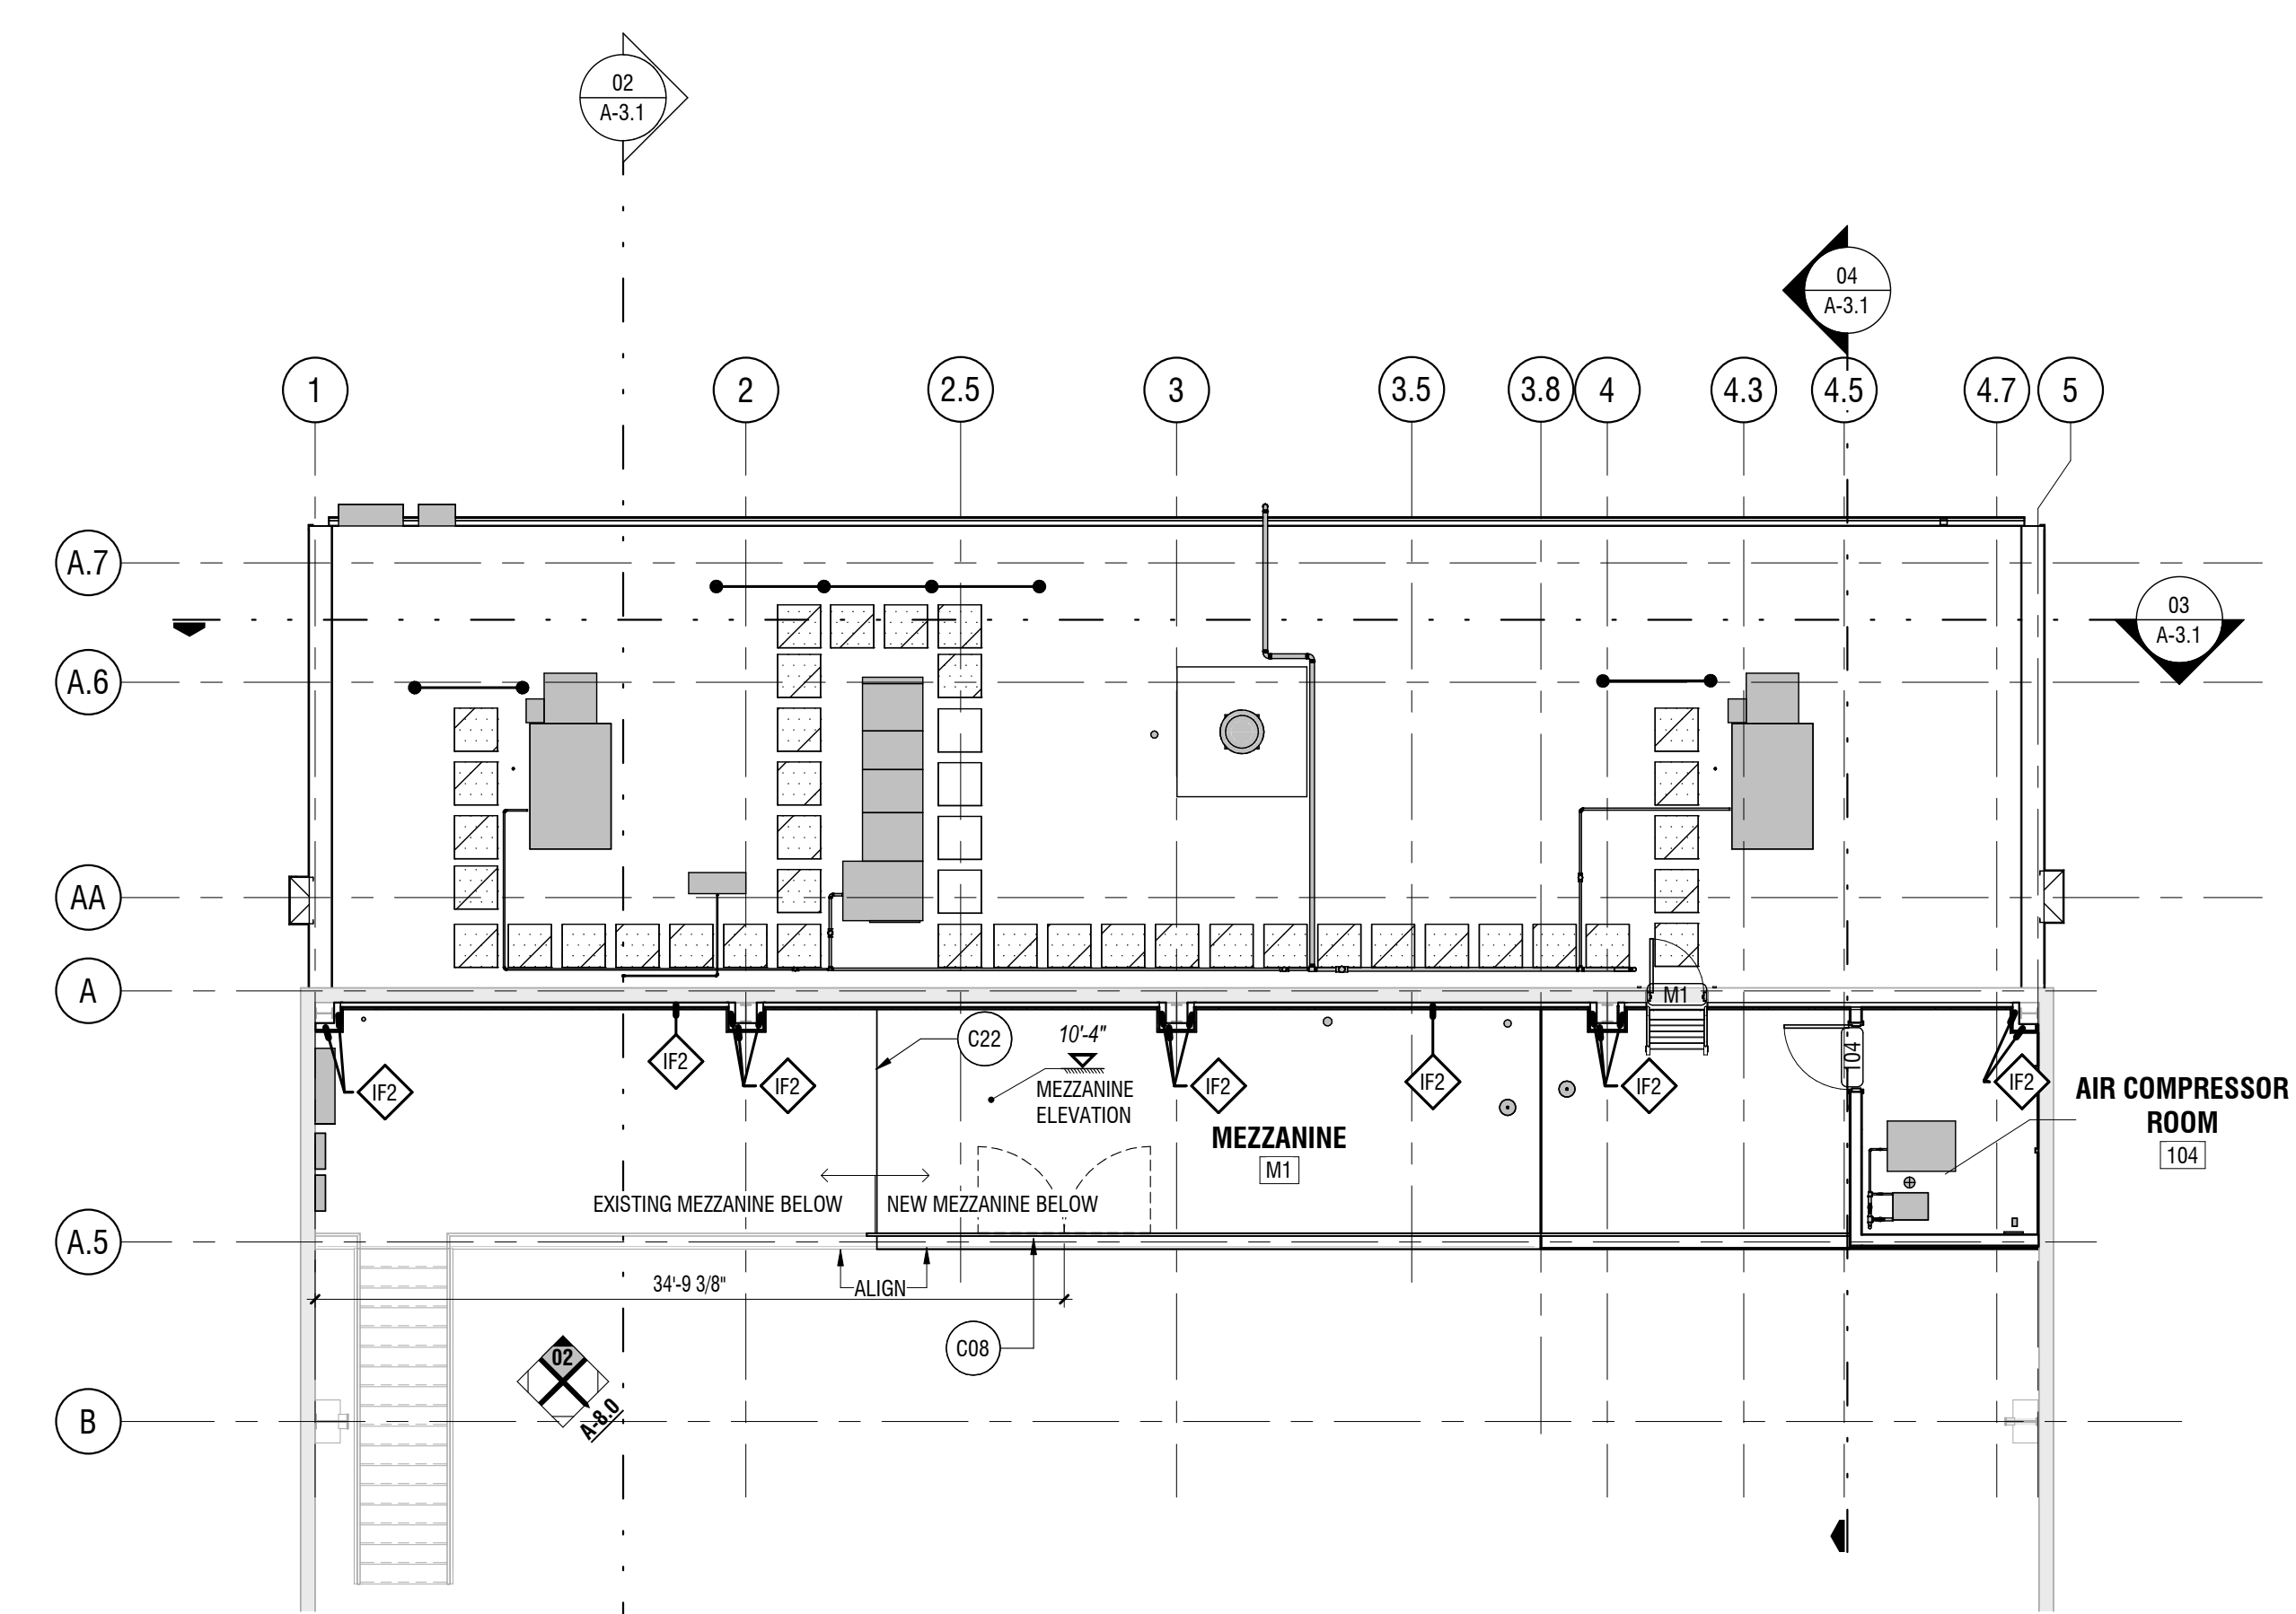 02
A-3.1
04
A-3.1
1
2
2.5
3
3.5
3.8
4
4.3
4.5
4.7
5
A.7
03
A-3.1
A.6
AA
A
M1
C22
10'-4"
MEZZANINE
ELEVATION
IF2
IF2
IF2
IF2
IF2
IF2
IF2
104
AIR COMPRESSOR
ROOM
104
MEZZANINE
M1
EXISTING MEZZANINE BELOW
NEW MEZZANINE BELOW
A.5
34'-9 3/8"
ALIGN
C08
02
A-8.0
B